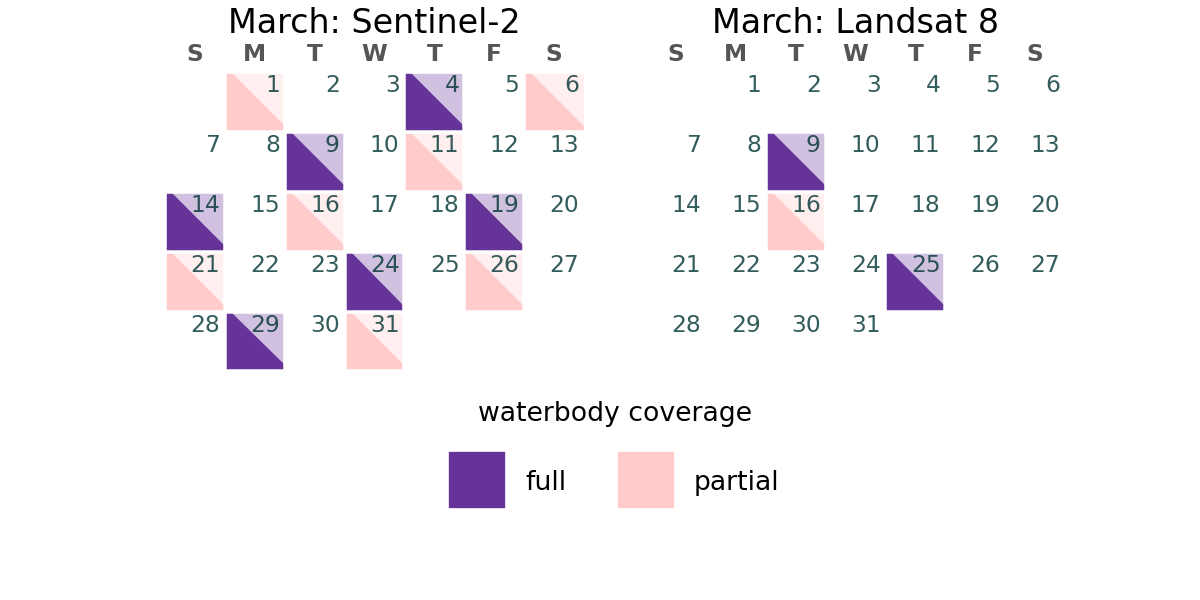 March: Sentinel-2
S M T W T F S
1 2 3 4 5 6
7 8 9 10 11 12 13
14 15 16 17 18 19 20
21 22 23 24 25 26 27
28 29 30 31
March: Landsat 8
S M T W T F S
1 2 3 4 5 6
7 8 9 10 11 12 13
14 15 16 17 18 19 20
21 22 23 24 25 26 27
28 29 30 31
waterbody coverage
full partial